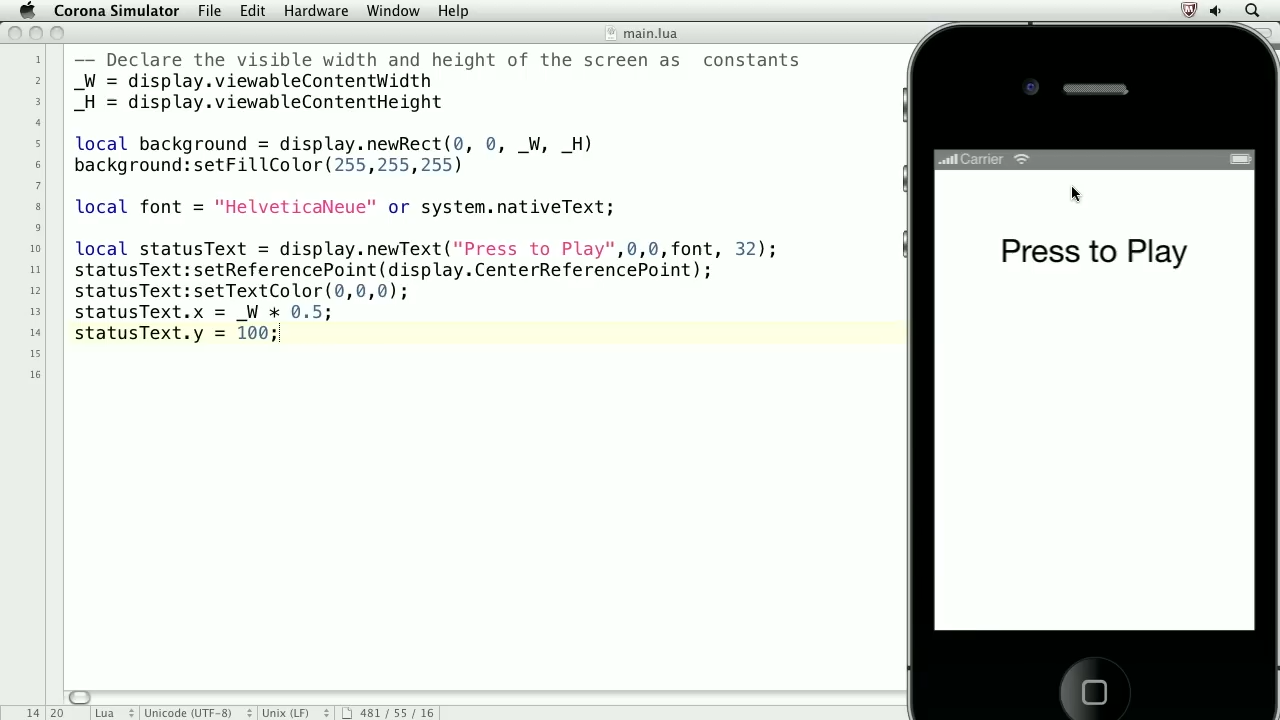 Corona Simulator File Edit Hardware Window Help
main.lua
1 -- Declare the visible width and height of the screen as  constants
2 _W = display.viewableContentWidth
3 _H = display.viewableContentHeight
4
5 local background = display.newRect(0, 0, _W, _H)
6 background:setFillColor(255,255,255)
7
8 local font = "HelveticaNeue" or system.nativeText;
9
10 local statusText = display.newText("Press to Play",0,0,font, 32);
11 statusText:setReferencePoint(display.CenterReferencePoint);
12 statusText:setTextColor(0,0,0);
13 statusText.x = _W * 0.5;
14 statusText.y = 100;
15
16
Carrier
Press to Play
14 20 Lua Unicode (UTF-8) Unix (LF) 481 / 55 / 16